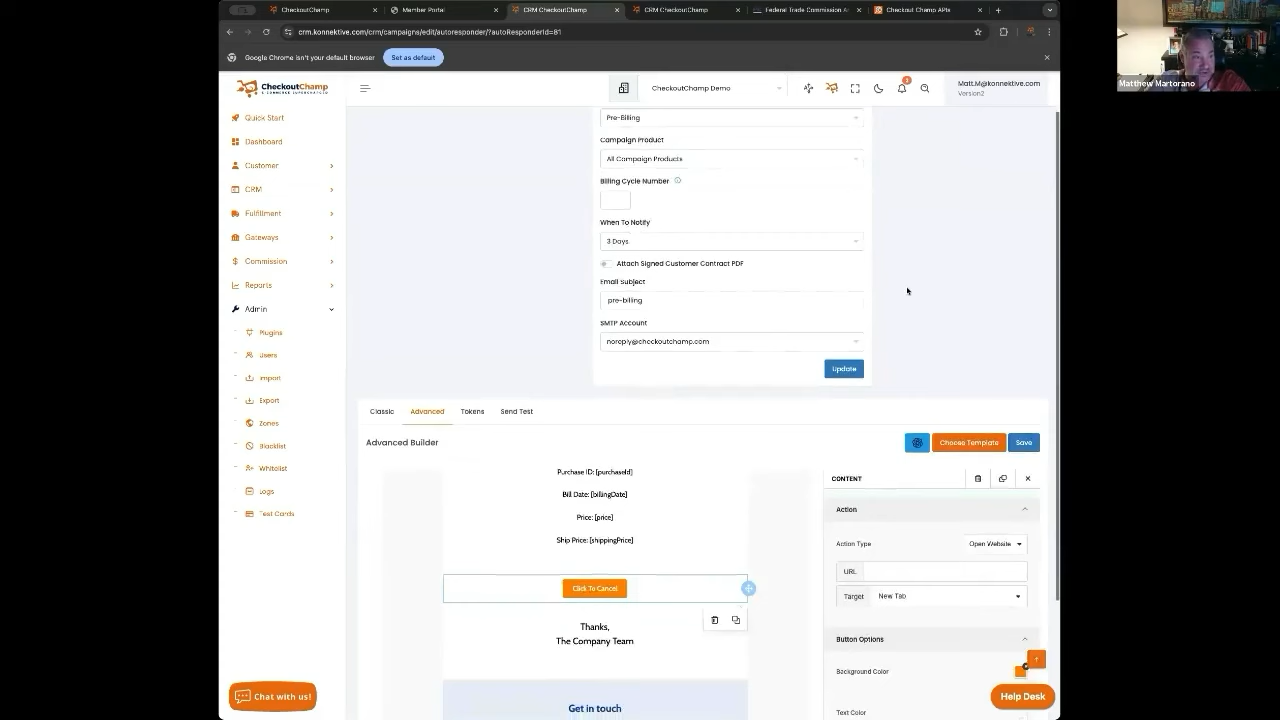 CheckoutChamp
Member Portal
CRM CheckoutChamp
CRM CheckoutChamp
Federal Trade Commission A
Checkout Champ APIs
crm.konnektive.com/crm/campaigns/edit/autoresponder/?autoResponderId=81
Google Chrome isn't your default browser
Set as default
Matthew Martorano
CheckoutChamp
CheckoutChamp Demo
1
Matt.M@konnektive.com
Version2
Quick Start
Dashboard
Customer
CRM
Fulfillment
Gateways
Commission
Reports
Admin
Plugins
Users
Import
Export
Zones
Blacklist
Whitelist
Logs
Test Cards
Pre-Billing
Campaign Product
All Campaign Products
Billing Cycle Number
When To Notify
3 Days
Attach Signed Customer Contract PDF
Email Subject
pre-billing
SMTP Account
noreply@checkoutchamp.com
Update
Classic
Advanced
Tokens
Send Test
Advanced Builder
Choose Template
Save
Purchase ID: [purchaseId]
Bill Date: [billingDate]
Price: [price]
Ship Price: [shippingPrice]
Click To Cancel
Thanks,
The Company Team
Get in touch
CONTENT
Action
Action Type
Open Website
URL
Target
New Tab
Button Options
Background Color
Text Color
Chat with us!
Help Desk